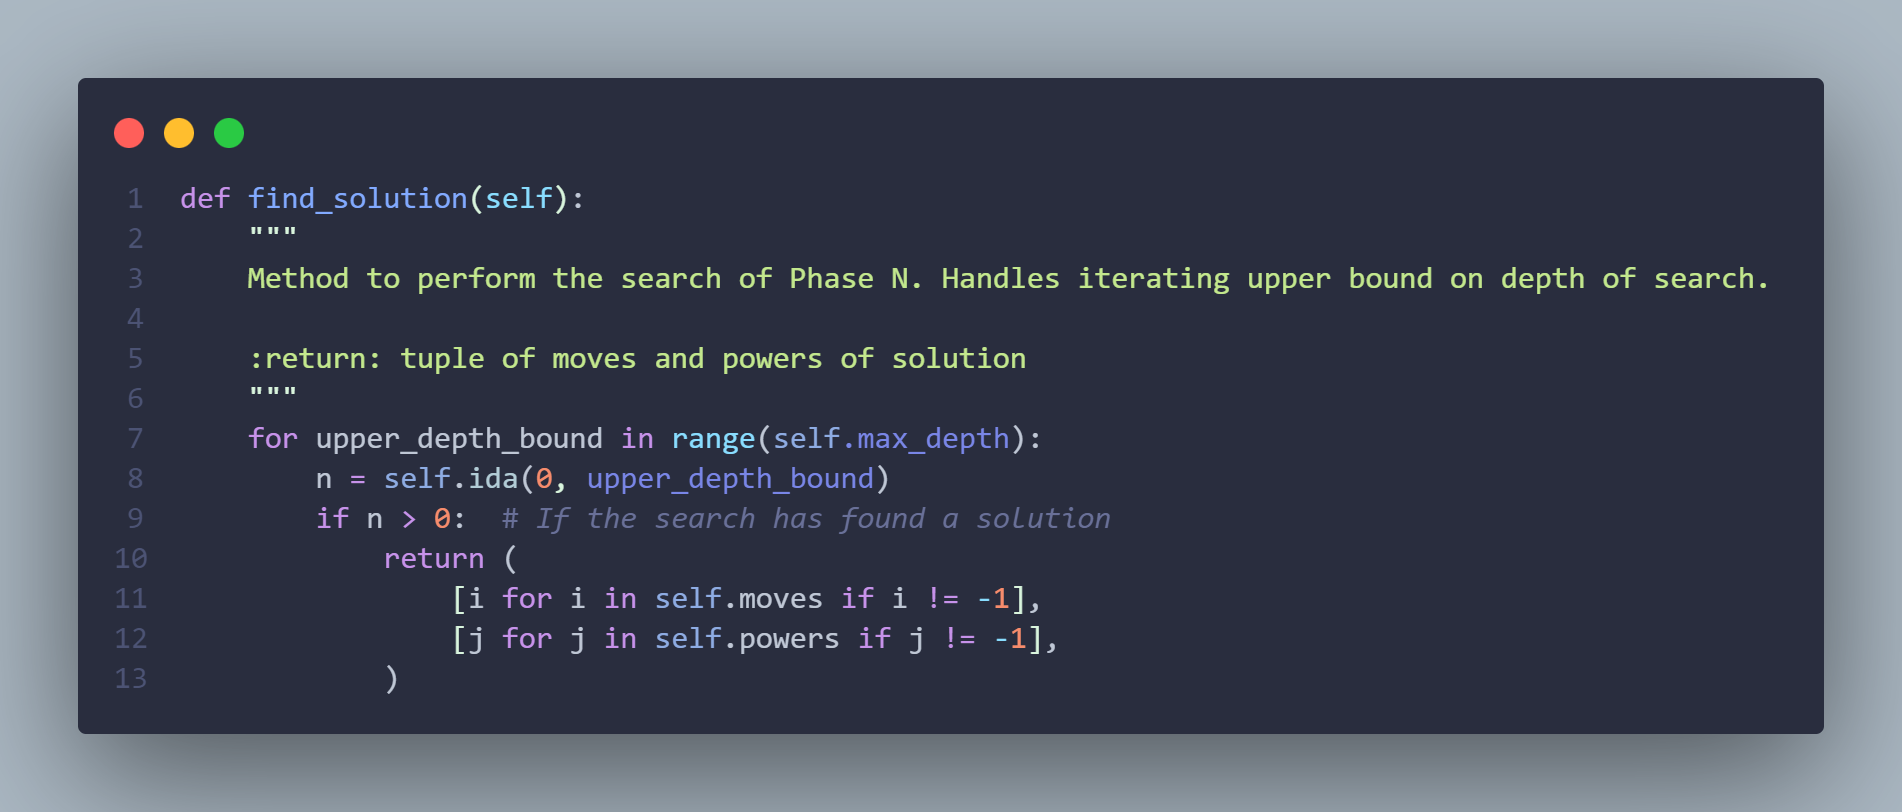 1 def find_solution(self):
2     """
3     Method to perform the search of Phase N. Handles iterating upper bound on depth of search.
4
5     :return: tuple of moves and powers of solution
6     """
7     for upper_depth_bound in range(self.max_depth):
8         n = self.ida(0, upper_depth_bound)
9         if n > 0:  # If the search has found a solution
10             return (
11                 [i for i in self.moves if i != -1],
12                 [j for j in self.powers if j != -1],
13             )